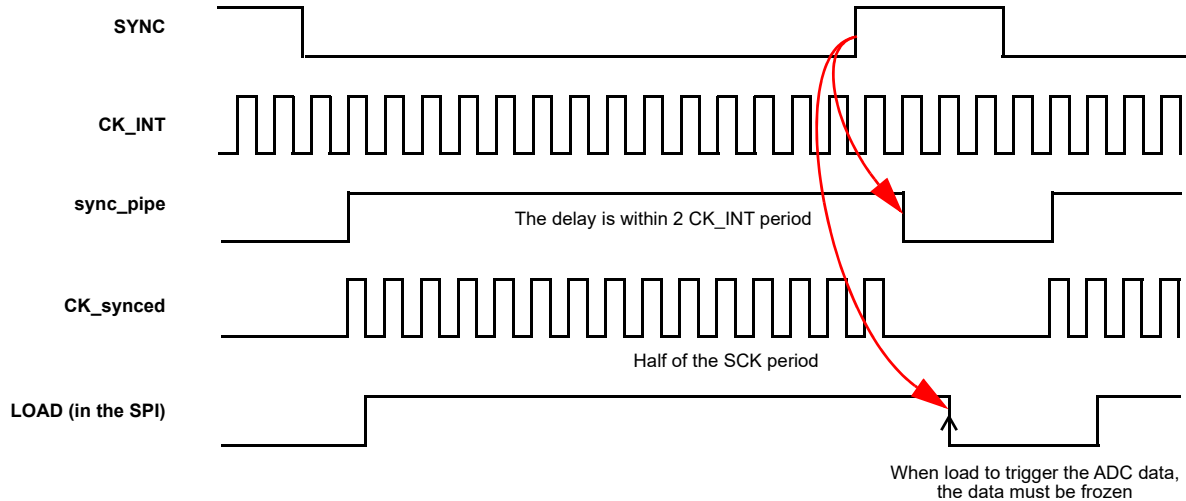 SYNC
CK_INT
sync_pipe
The delay is within 2 CK_INT period
CK_synced
Half of the SCK period
LOAD (in the SPI)
When load to trigger the ADC data,
the data must be frozen